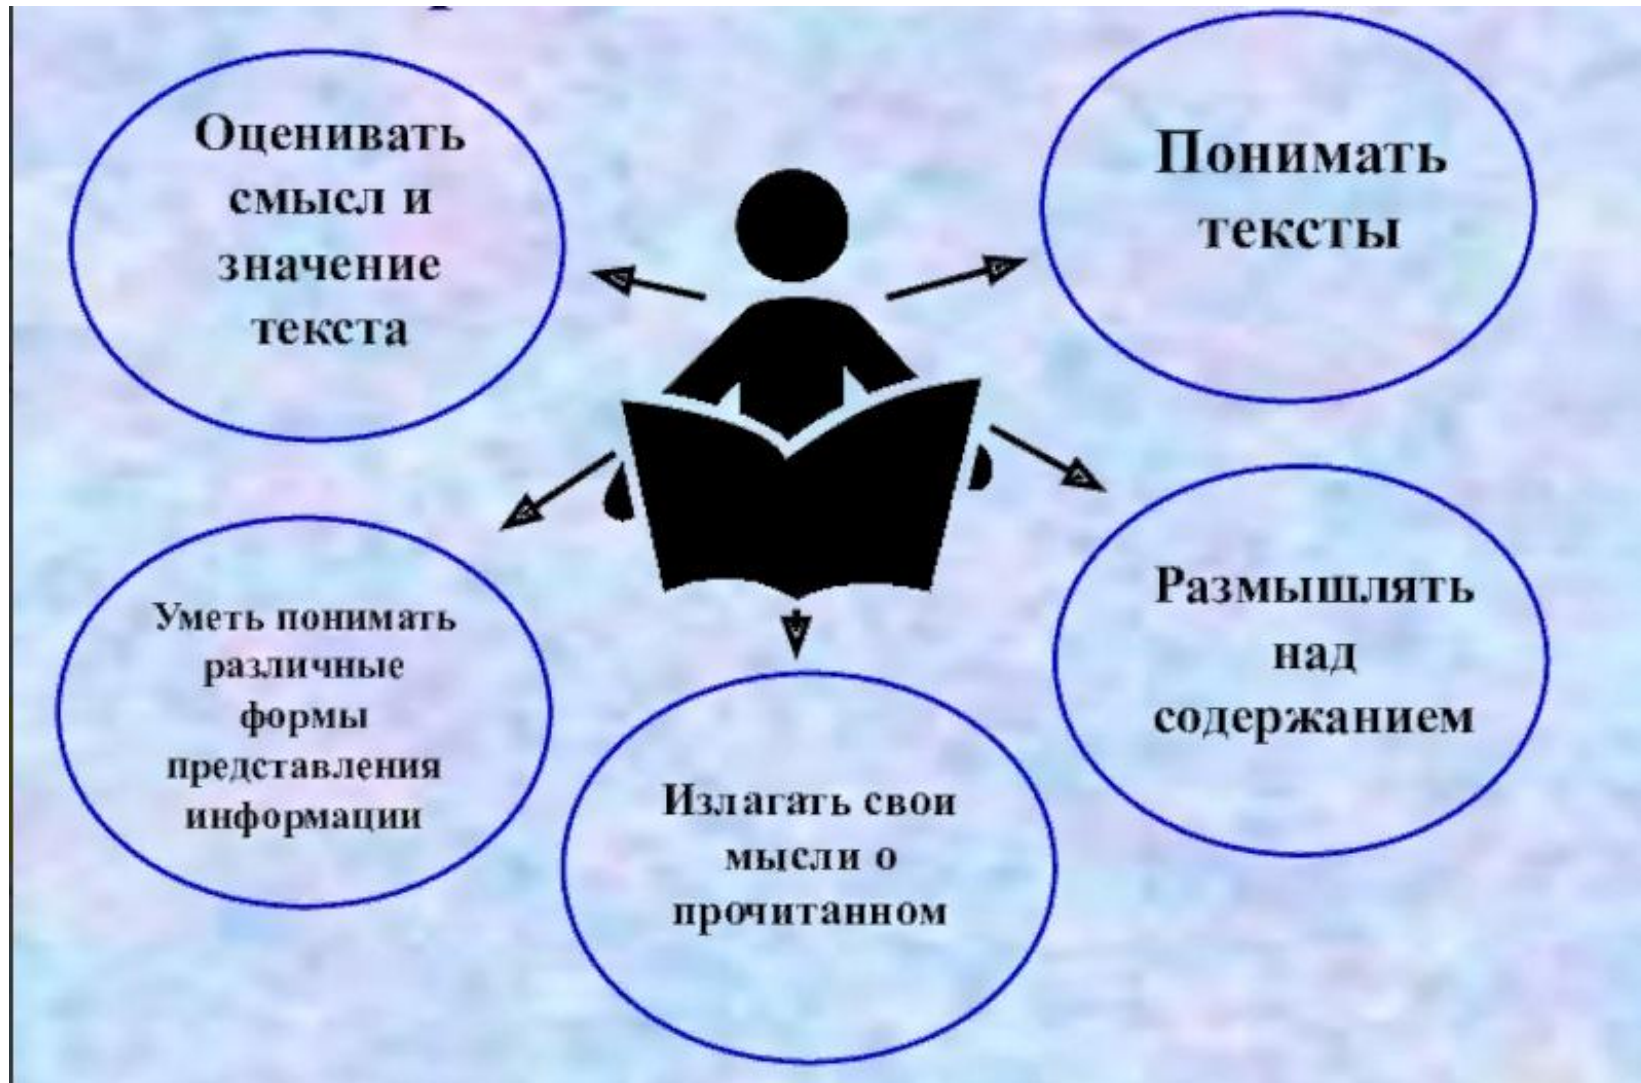 Оценивать
смысл и
значение
текста
Понимать
тексты
Уметь понимать
различные
формы
представления
информации
Излагать свои
мысли о
прочитанном
Размышлять
над
содержанием